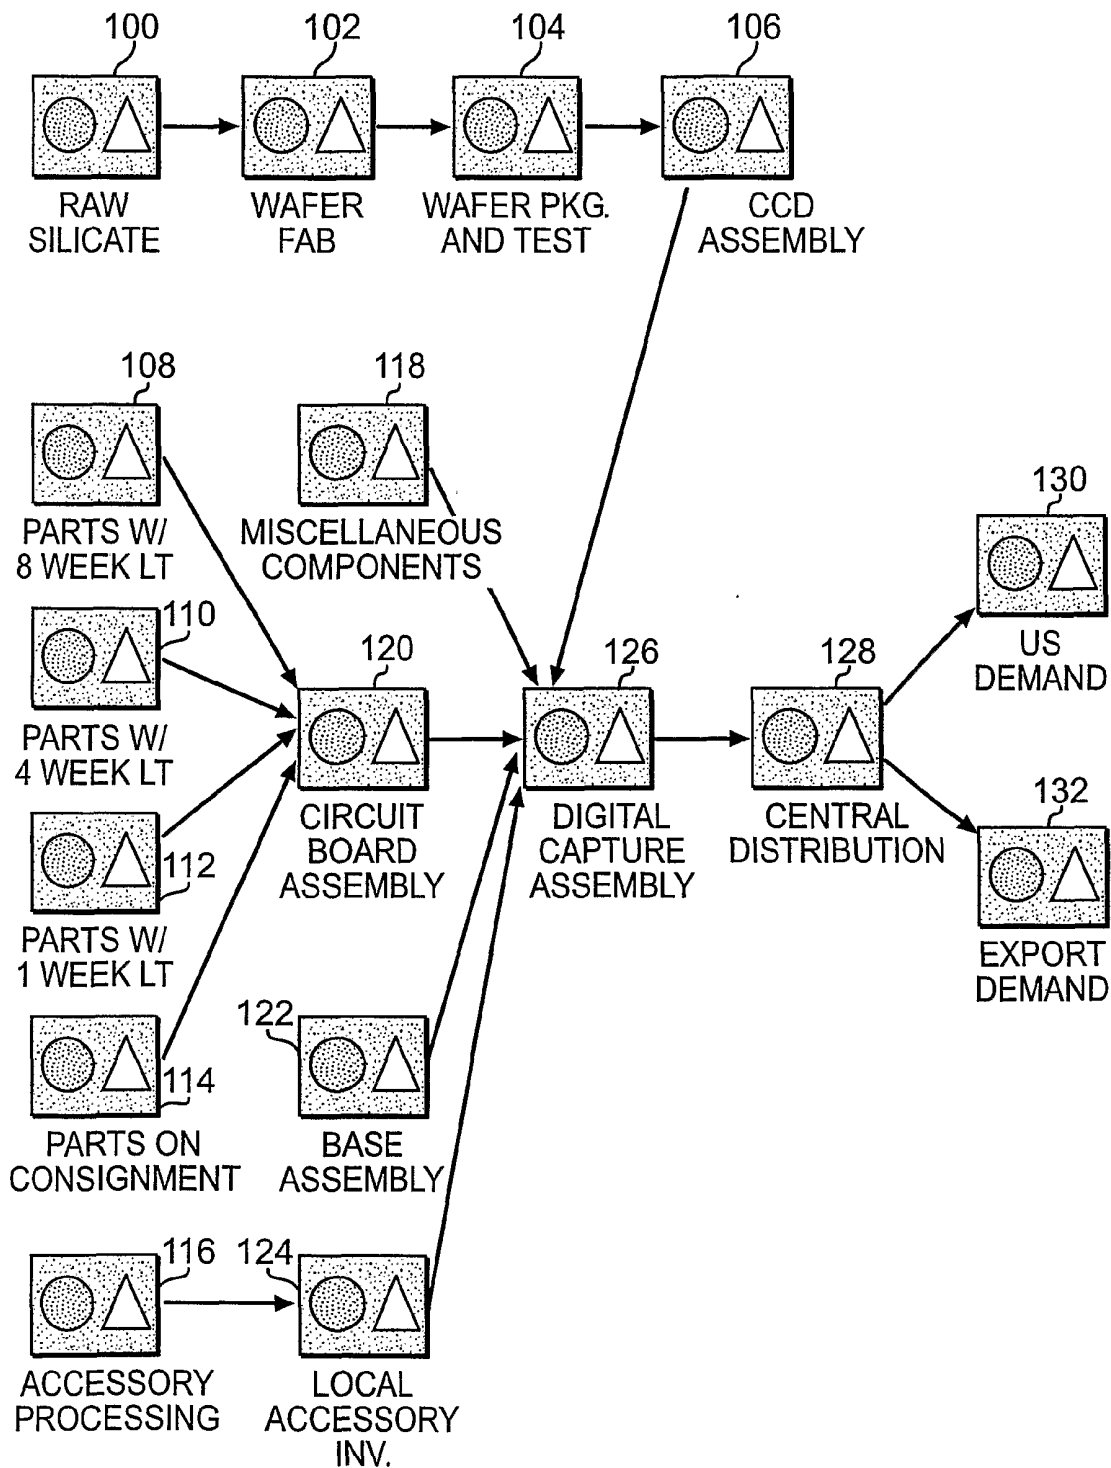 100
102
104
106
RAW
SILICATE
WAFER
FAB
WAFER PKG.
AND TEST
CCD
ASSEMBLY
108
118
PARTS W/
8 WEEK LT
MISCELLANEOUS
COMPONENTS
130
US
DEMAND
110
PARTS W/
4 WEEK LT
120
CIRCUIT
BOARD
ASSEMBLY
126
DIGITAL
CAPTURE
ASSEMBLY
128
CENTRAL
DISTRIBUTION
132
EXPORT
DEMAND
112
PARTS W/
1 WEEK LT
114
PARTS ON
CONSIGNMENT
122
BASE
ASSEMBLY
116
ACCESSORY
PROCESSING
124
LOCAL
ACCESSORY
INV.